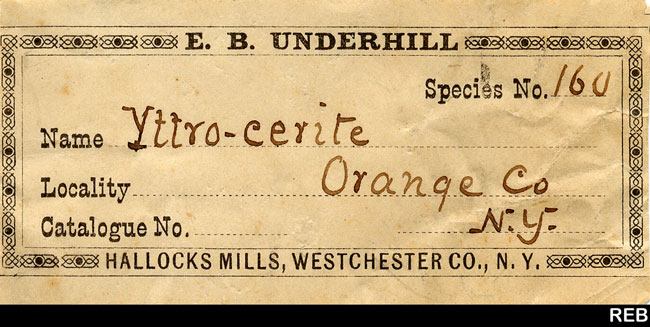 E. B. UNDERHILL
Species No. 160
Name Yttro-cerite
Locality Orange Co
Catalogue No. N.Y.
HALLOCKS MILLS, WESTCHESTER CO., N. Y.
REB